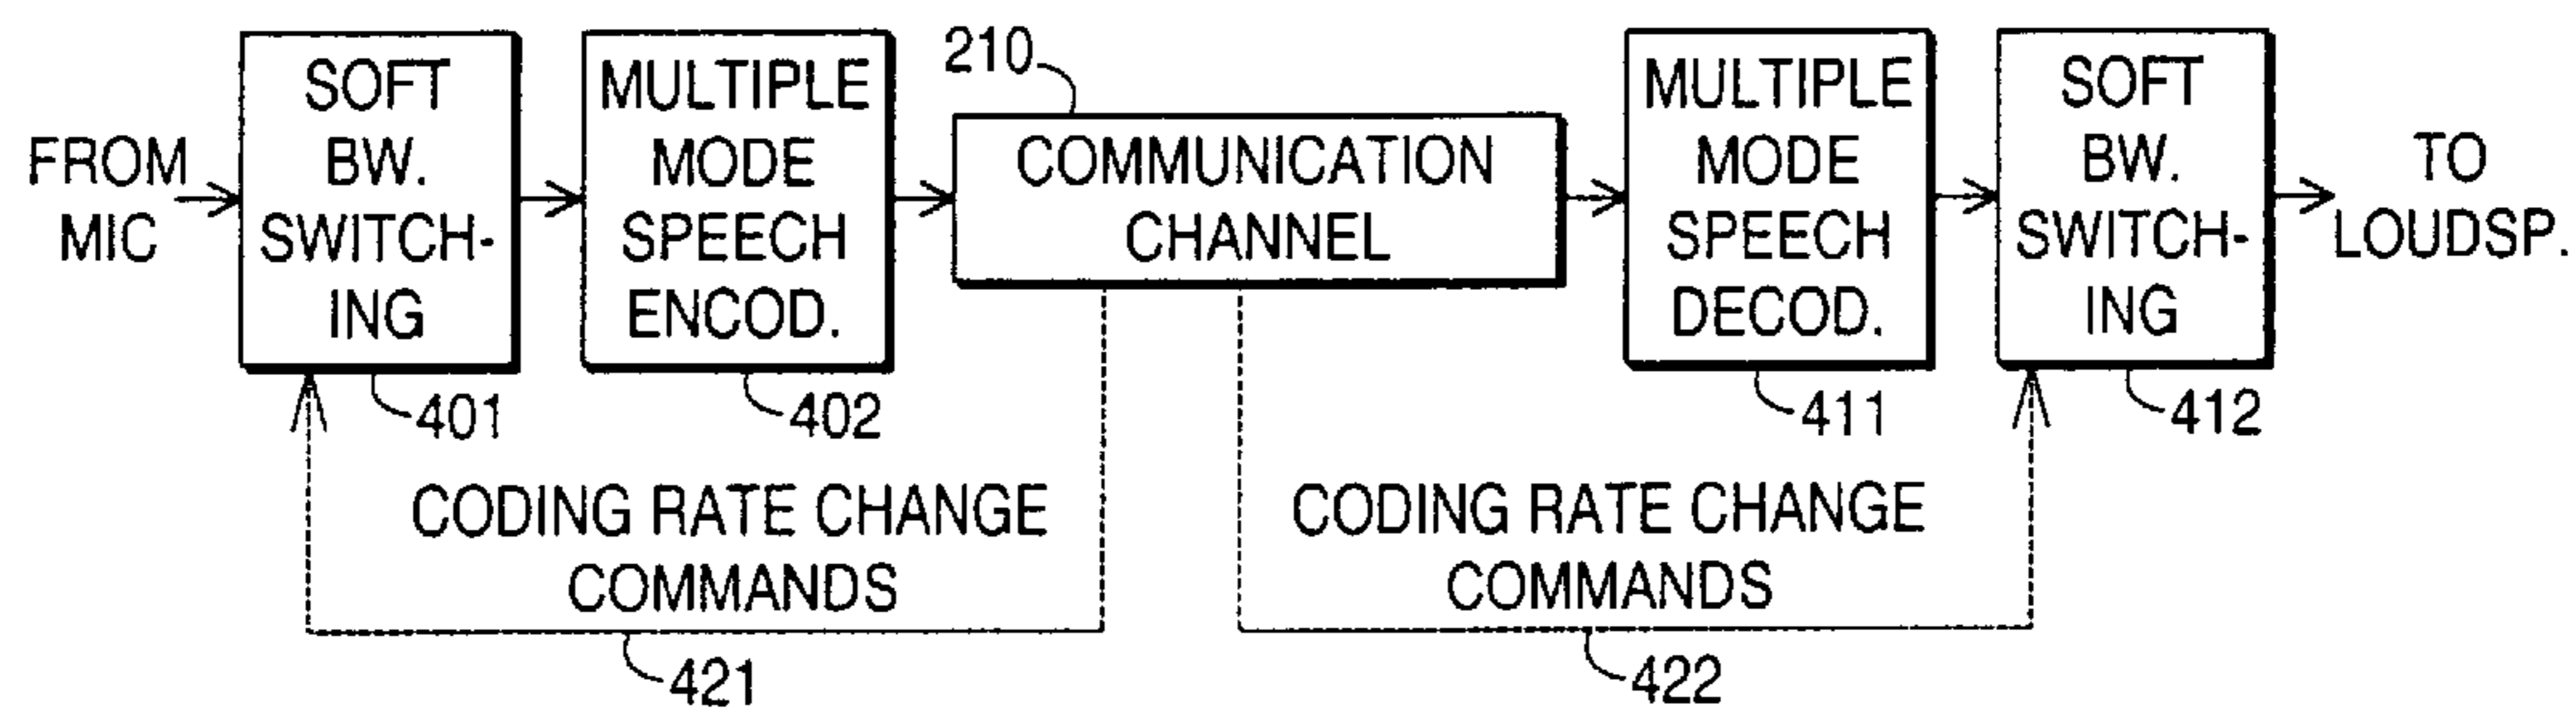 FROM
MIC
SOFT
BW.
SWITCH-
ING
401
MULTIPLE
MODE
SPEECH
ENCOD.
402
210
COMMUNICATION
CHANNEL
MULTIPLE
MODE
SPEECH
DECOD.
411
SOFT
BW.
SWITCH-
ING
412
TO
LOUDSP.
CODING RATE CHANGE
COMMANDS
421
CODING RATE CHANGE
COMMANDS
422